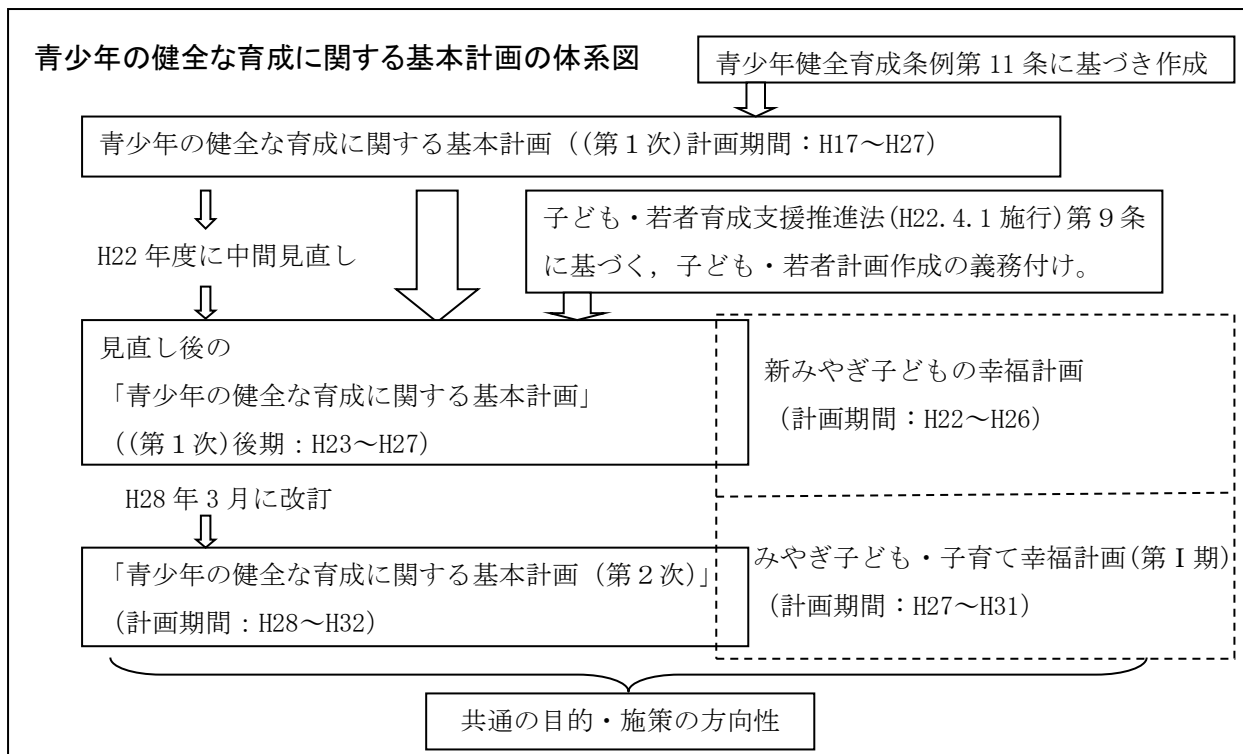 青少年の健全な育成に関する基本計画の体系図
青少年健全育成条例第 11 条に基づき作成
青少年の健全な育成に関する基本計画（(第１次)計画期間：H17～H27）
子ども・若者育成支援推進法(H22.4.1 施行)第９条
に基づく，子ども・若者計画作成の義務付け。
H22 年度に中間見直し
見直し後の
「青少年の健全な育成に関する基本計画」
（(第１次)後期：H23～H27）
新みやぎ子どもの幸福計画
（計画期間：H22～H26）
H28 年 3 月に改訂
「青少年の健全な育成に関する基本計画（第２次）」
（計画期間：H28～H32）
みやぎ子ども・子育て幸福計画(第Ⅰ期)
（計画期間：H27～H31）
共通の目的・施策の方向性